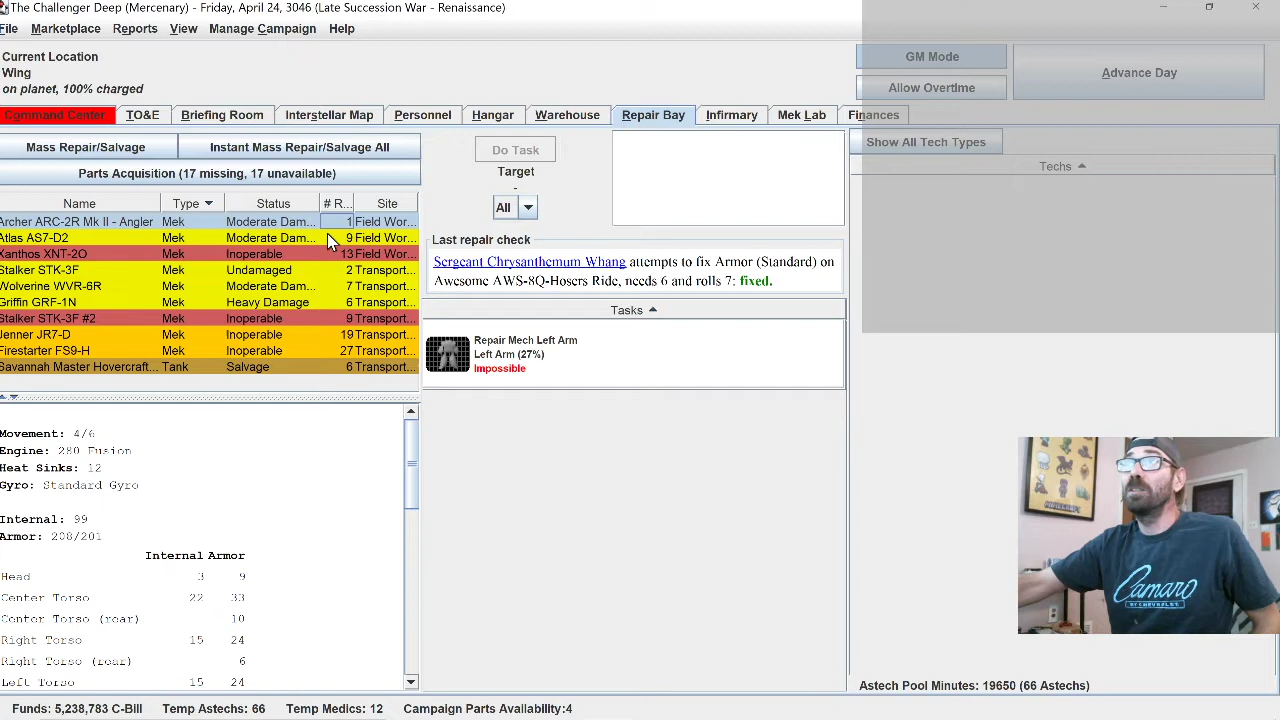 The Challenger Deep (Mercenary) - Friday, April 24, 3046 (Late Succession War - Renaissance)
File Marketplace Reports View Manage Campaign Help
Current Location
Wing
on planet, 100% charged
GM Mode
Allow Overtime
Advance Day
Command Center TO&E Briefing Room Interstellar Map Personnel Hangar Warehouse Repair Bay Infirmary Mek Lab Finances
Mass Repair/Salvage Instant Mass Repair/Salvage All
Parts Acquisition (17 missing, 17 unavailable)
Name Type Status # R... Site
Archer ARC-2R Mk II - Angler Mek Moderate Dam... 1 Field Wor...
Atlas AS7-D2 Mek Moderate Dam... 9 Field Wor...
Xanthos XNT-2O Mek Inoperable 13 Field Wor...
Stalker STK-3F Mek Undamaged 2 Transport...
Wolverine WVR-6R Mek Moderate Dam... 7 Transport...
Griffin GRF-1N Mek Heavy Damage 6 Transport...
Stalker STK-3F #2 Mek Inoperable 9 Transport...
Jenner JR7-D Mek Inoperable 19 Transport...
Firestarter FS9-H Mek Inoperable 27 Transport...
Savannah Master Hovercraft... Tank Salvage 6 Transport...
Movement: 4/6
Engine: 280 Fusion
Heat Sinks: 12
Gyro: Standard Gyro
Internal: 99
Armor: 208/201
Internal Armor
Head 3 9
Center Torso 22 33
Center Torso (rear) 10
Right Torso 15 24
Right Torso (rear) 6
Left Torso 15 24
Do Task
Target
-
All
Last repair check
Sergeant Chrysanthemum Whang attempts to fix Armor (Standard) on
Awesome AWS-8Q-Hosers Ride, needs 6 and rolls 7: fixed.
Tasks
Repair Mech Left Arm
Left Arm (27%)
Impossible
Show All Tech Types
Techs
Camaro
BY CHEVROLET
Astech Pool Minutes: 19650 (66 Astechs)
Funds: 5,238,783 C-Bill Temp Astechs: 66 Temp Medics: 12 Campaign Parts Availability:4